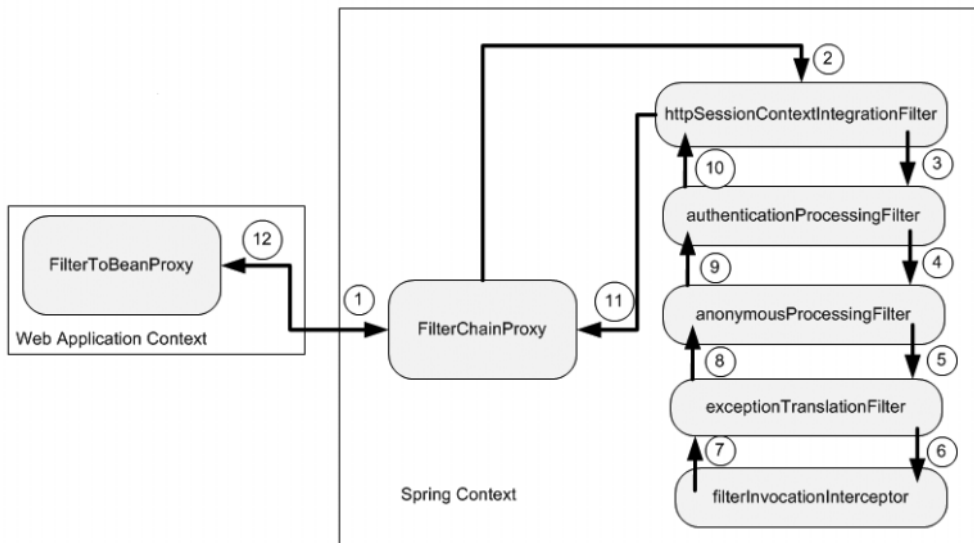 2
httpSessionContextIntegrationFilter
10
3
authenticationProcessingFilter
FilterToBeanProxy
12
9
4
1
11
Web Application Context
FilterChainProxy
anonymousProcessingFilter
8
5
exceptionTranslationFilter
7
6
Spring Context
filterInvocationInterceptor